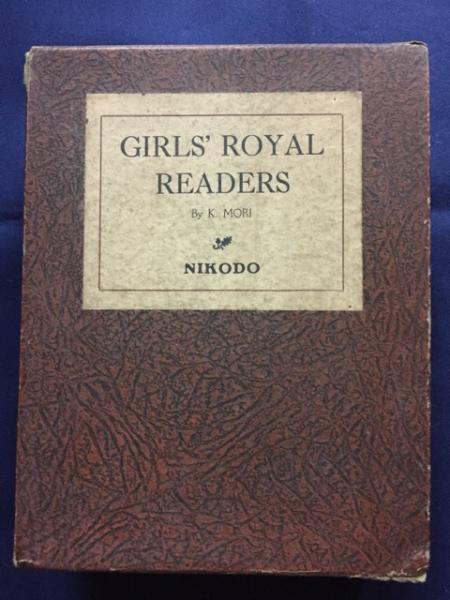 GIRLS' ROYAL
READERS
By K. MORI
NIKODO